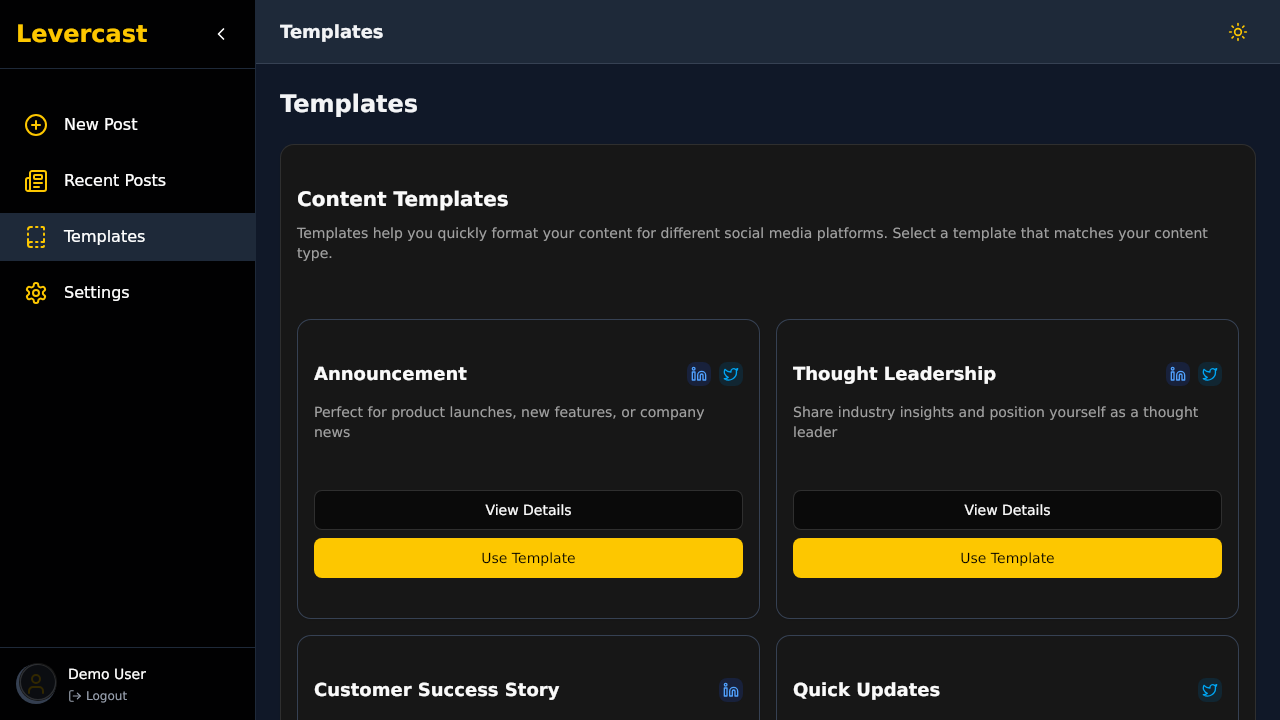 Levercast
New Post
Recent Posts
Templates
Settings
Demo User
Logout
Templates
Templates
Content Templates
Templates help you quickly format your content for different social media platforms. Select a template that matches your content
type.
Announcement
Perfect for product launches, new features, or company
news
View Details
Use Template
Thought Leadership
Share industry insights and position yourself as a thought
leader
View Details
Use Template
Customer Success Story
Quick Updates